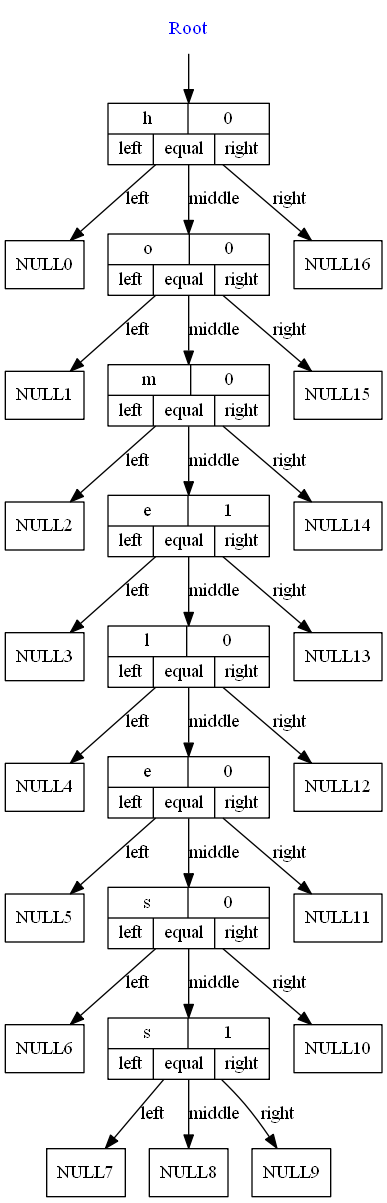 Root
h 0
left equal right
left middle right
NULL0 o 0 NULL16
left equal right
left middle right
NULL1 m 0 NULL15
left equal right
left middle right
NULL2 e 1 NULL14
left equal right
left middle right
NULL3 l 0 NULL13
left equal right
left middle right
NULL4 e 0 NULL12
left equal right
left middle right
NULL5 s 0 NULL11
left equal right
left middle right
NULL6 s 1 NULL10
left equal right
left middle right
NULL7 NULL8 NULL9